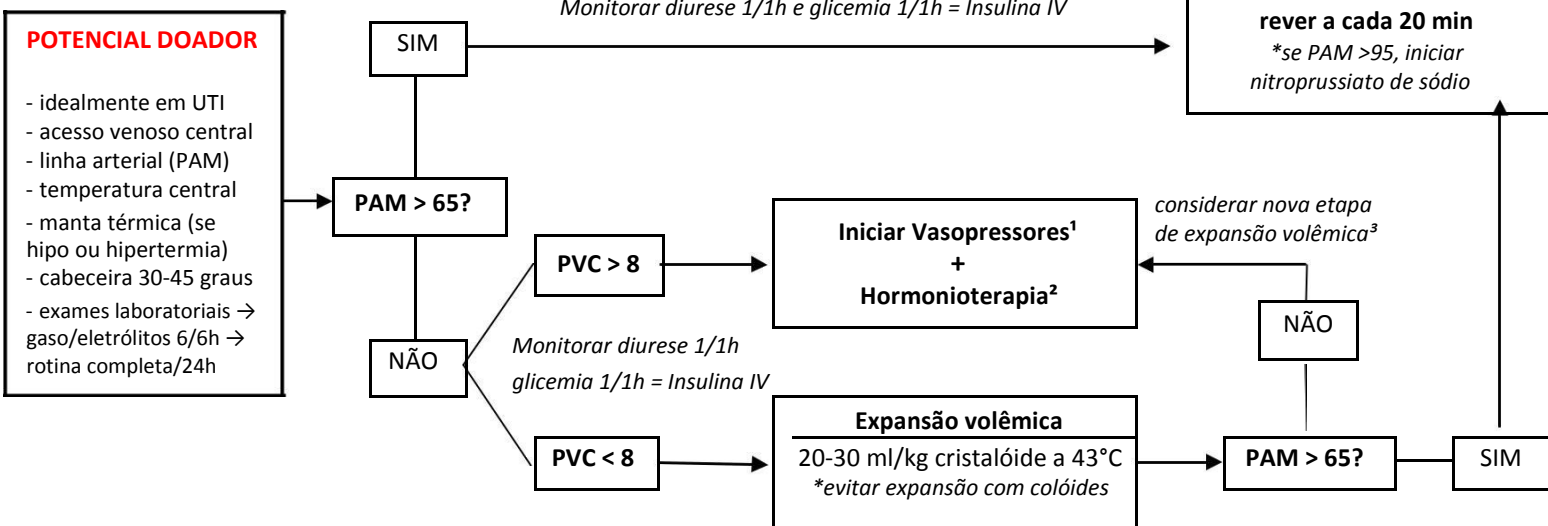 Monitorar diurese 1/1h e glicemia 1/1h = Insulina IV
POTENCIAL DOADOR
- idealmente em UTI
- acesso venoso central
- linha arterial (PAM)
- temperatura central
- manta térmica (se
hipo ou hipertermia)
- cabeceira 30-45 graus
- exames laboratoriais →
gaso/eletrólitos 6/6h →
rotina completa/24h
SIM
rever a cada 20 min
*se PAM >95, iniciar
nitroprussiato de sódio
PAM > 65?
NÃO
PVC > 8
Iniciar Vasopressores¹
+
Hormonioterapia²
considerar nova etapa
de expansão volêmica³
NÃO
Monitorar diurese 1/1h
glicemia 1/1h = Insulina IV
PVC < 8
Expansão volêmica
20-30 ml/kg cristalóide a 43°C
*evitar expansão com colóides
PAM > 65?
SIM